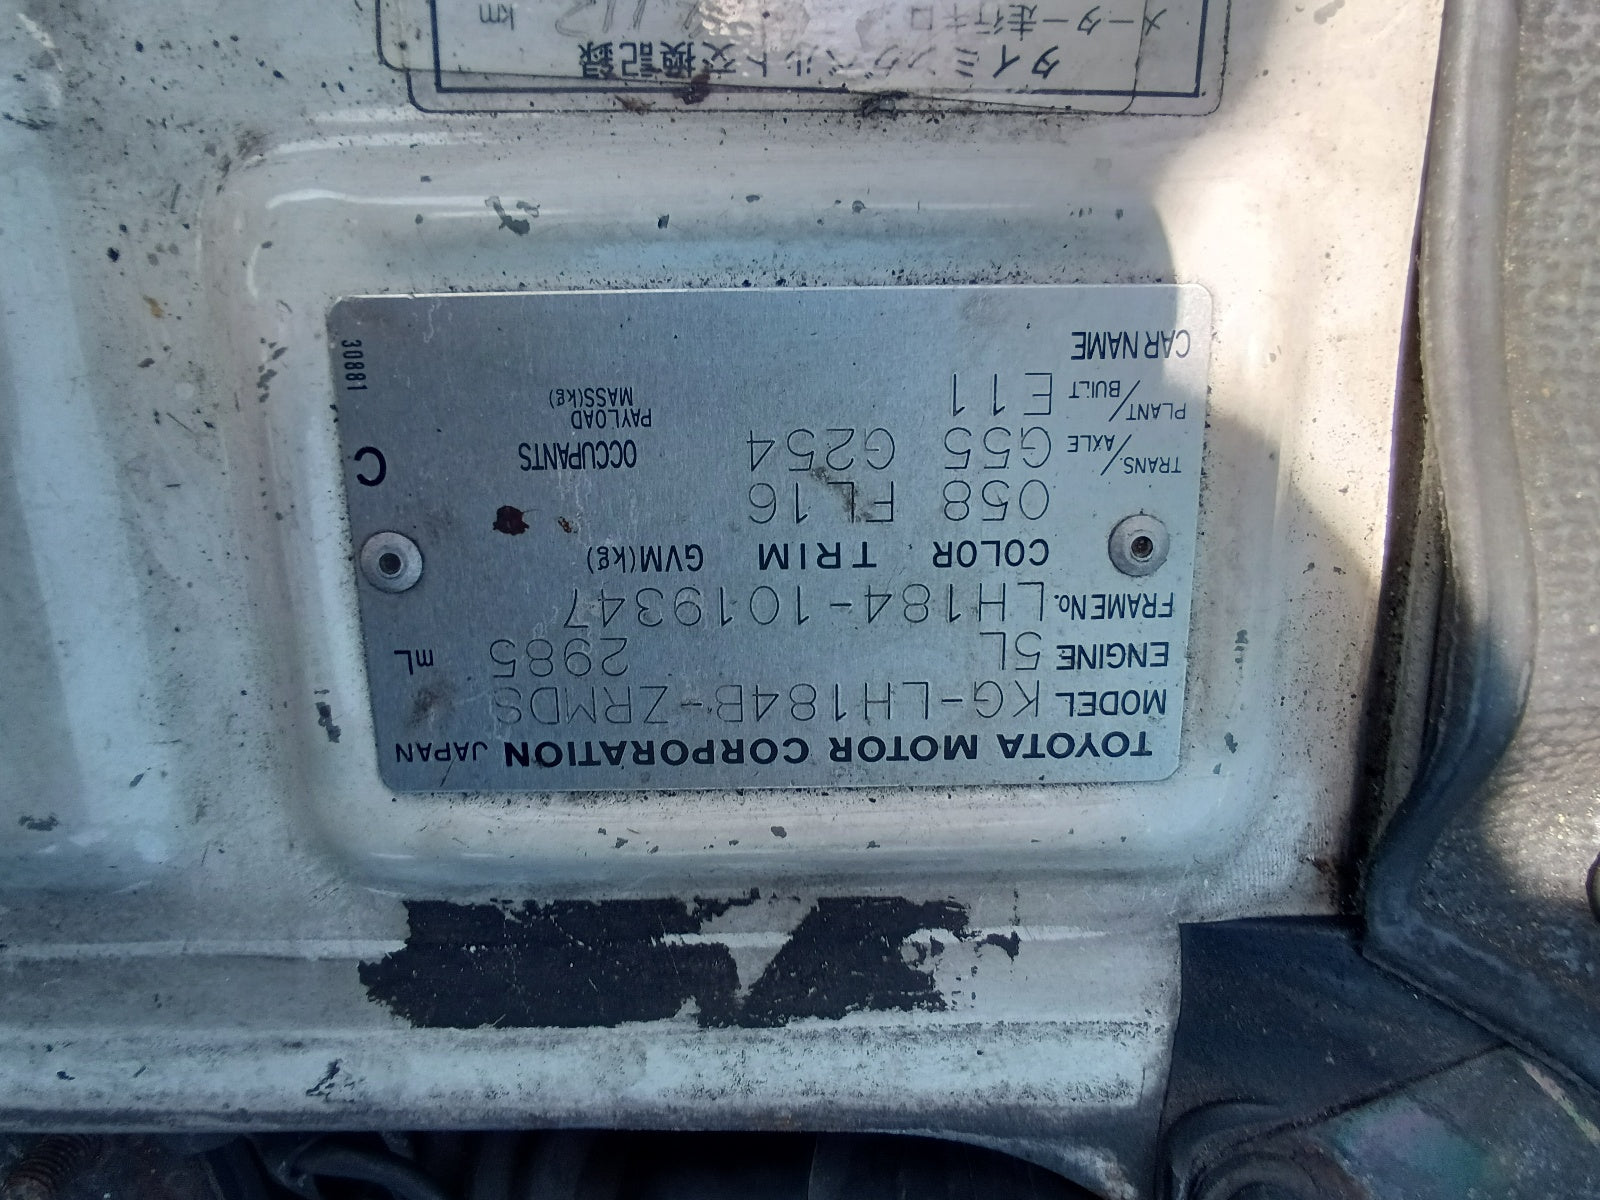 TOYOTA MOTOR CORPORATION JAPAN
MODEL KG-LH184B-ZRMDS
ENGINE 5L 2985 mL
FRAME No. LH184-1019347
COLOR TRIM GVM(kg)
058 FL16
TRANS./AXLE G55 G254 OCCUPANTS
PAYLOAD
PLANT/BUILT E11 MASS(kg)
CAR NAME
C
30881
タイミングベルト交換記録
メーター走行キロ km